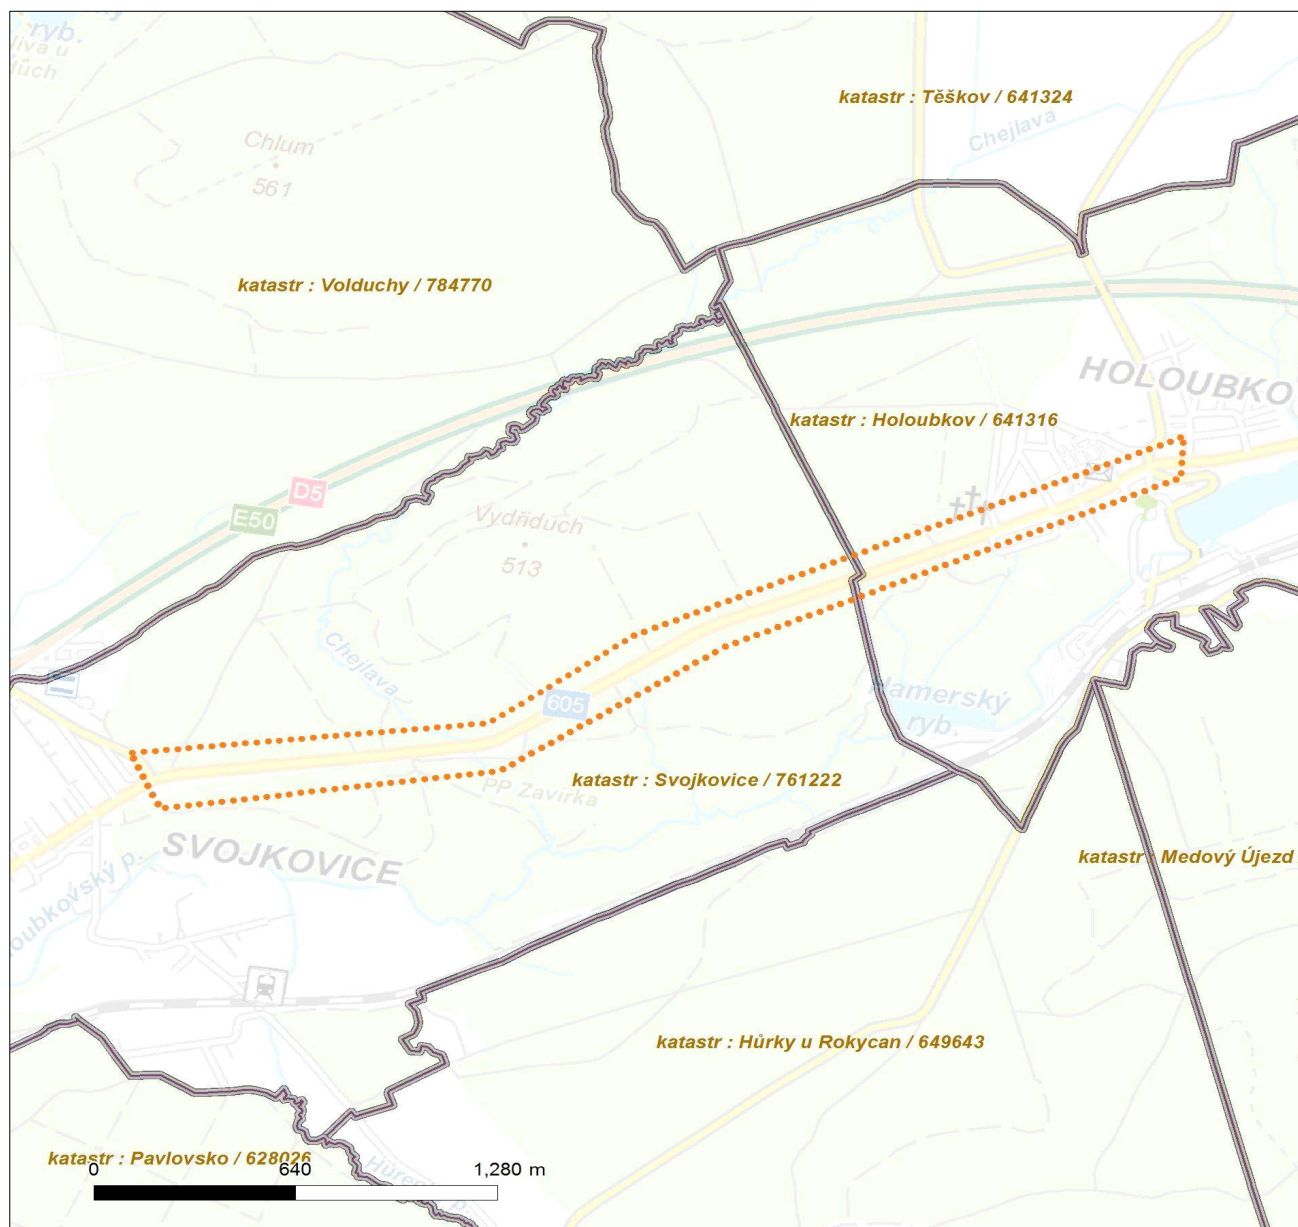 ryb.
katastr : Těškov / 641324
Chejlava
Chlum
561
katastr : Volduchy / 784770
HOLOUBKO
katastr : Holoubkov / 641316
D5
E50
Vydřiduch
513
Chejlava
605
Hamerský
ryb.
katastr : Svojkovice / 761222
PP Zavírka
SVOJKOVICE
katastr : Medový Újezd
loubkovský p.
katastr : Hůrky u Rokycan / 649643
katastr : Pavlovsko / 628026
0 640 1,280 m